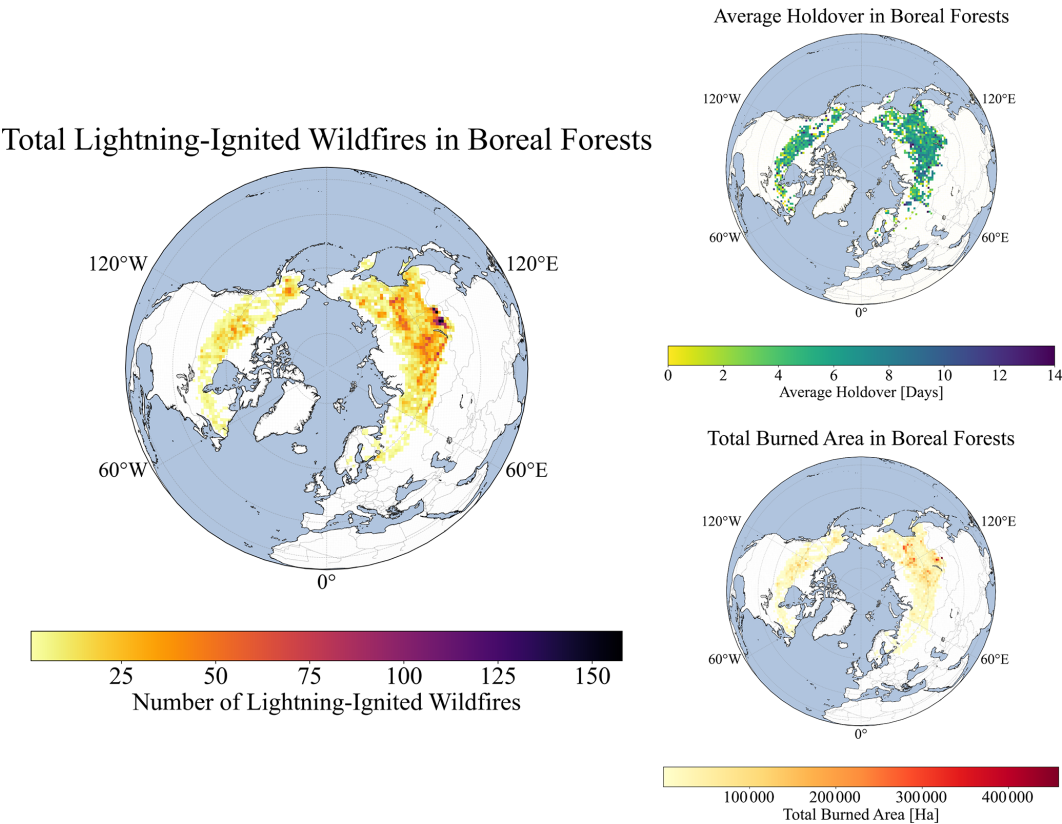 Total Lightning-Ignited Wildfires in Boreal Forests
120°W
120°E
60°W
60°E
0°
25 50 75 100 125 150
Number of Lightning-Ignited Wildfires
Average Holdover in Boreal Forests
120°W
120°E
60°W
60°E
0°
0 2 4 6 8 10 12 14
Average Holdover [Days]
Total Burned Area in Boreal Forests
120°W
120°E
60°W
60°E
0°
100 000 200 000 300 000 400 000
Total Burned Area [Ha]